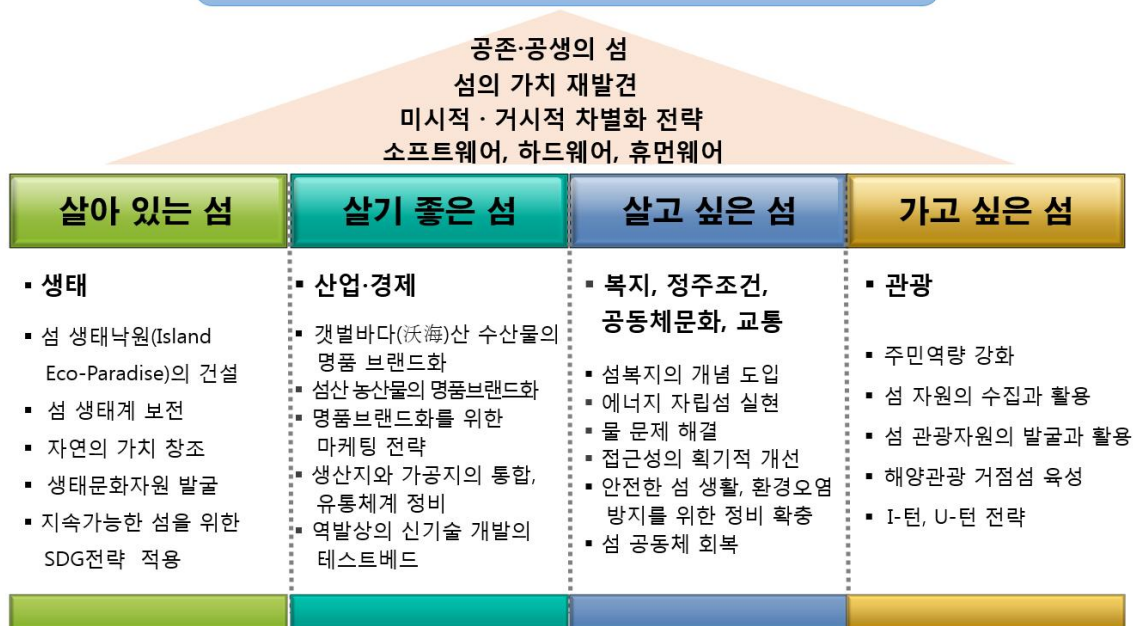 공존·공생의 섬
섬의 가치 재발견
미시적 · 거시적 차별화 전략
소프트웨어, 하드웨어, 휴먼웨어
살아 있는 섬
▪ 생태
▪ 섬 생태낙원(Island
Eco-Paradise)의 건설
▪ 섬 생태계 보전
▪ 자연의 가치 창조
▪ 생태문화자원 발굴
▪ 지속가능한 섬을 위한
SDG전략 적용
살기 좋은 섬
▪ 산업·경제
▪ 갯벌바다(沃海)산 수산물의
명품 브랜드화
▪ 섬산 농산물의 명품브랜드화
▪ 명품브랜드화를 위한
마케팅 전략
▪ 생산지와 가공지의 통합,
유통체계 정비
▪ 역발상의 신기술 개발의
테스트베드
살고 싶은 섬
▪ 복지, 정주조건,
공동체문화, 교통
▪ 섬복지의 개념 도입
▪ 에너지 자립섬 실현
▪ 물 문제 해결
▪ 접근성의 획기적 개선
▪ 안전한 섬 생활, 환경오염
방지를 위한 정비 확충
▪ 섬 공동체 회복
가고 싶은 섬
▪ 관광
▪ 주민역량 강화
▪ 섬 자원의 수집과 활용
▪ 섬 관광자원의 발굴과 활용
▪ 해양관광 거점섬 육성
▪ I-턴, U-턴 전략